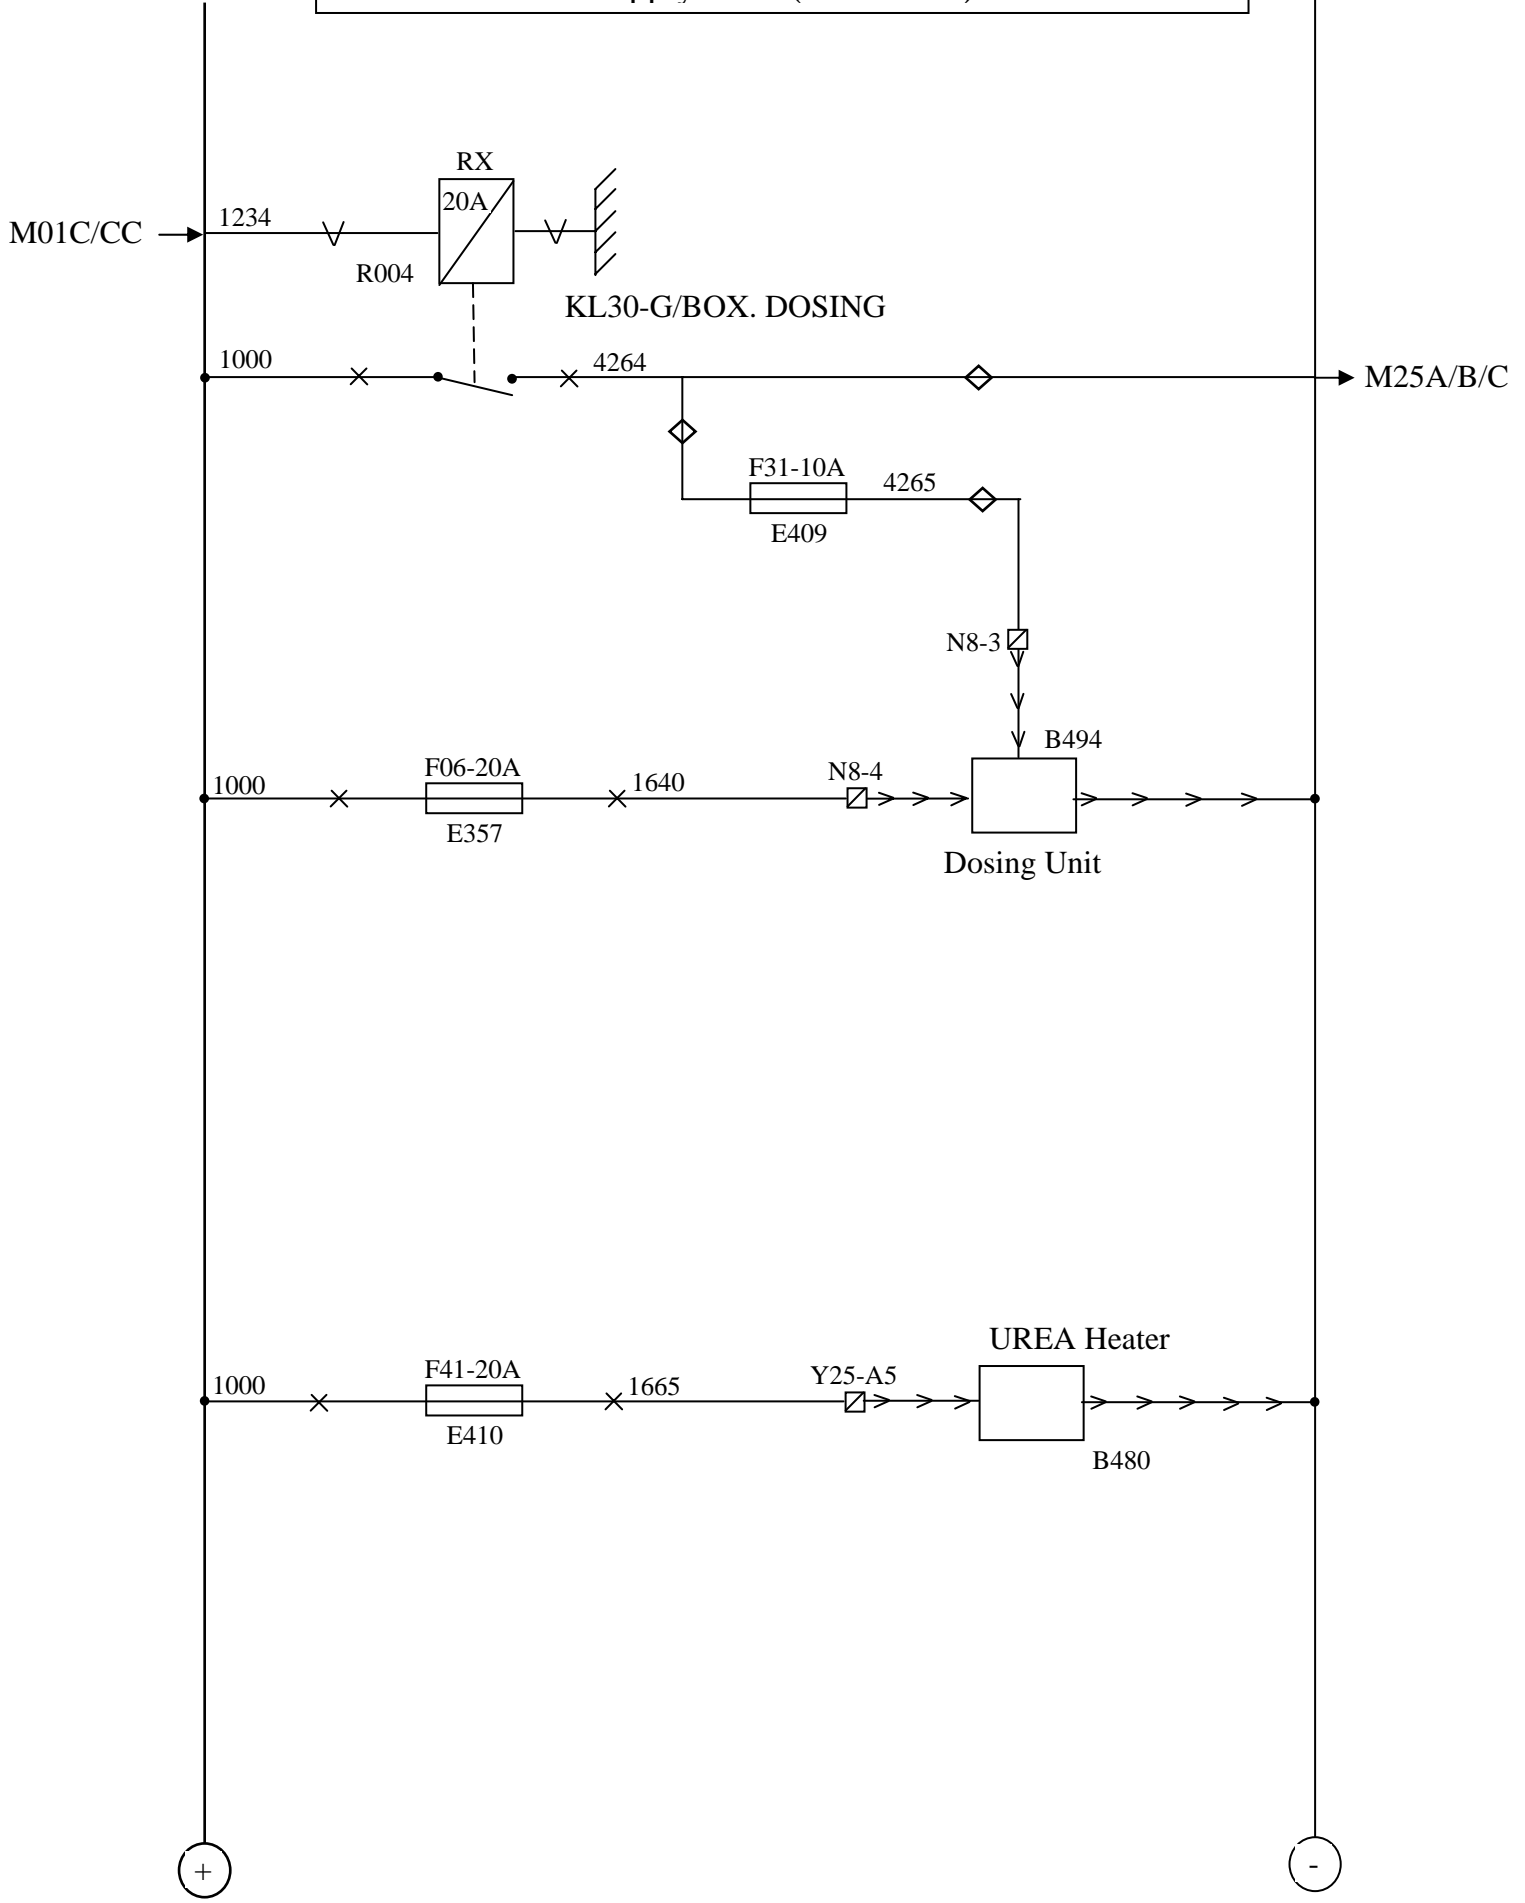 RX
20A
1234
M01C/CC
R004
KL30-G/BOX. DOSING
1000
4264
M25A/B/C
F31-10A
4265
E409
N8-3
B494
F06-20A
N8-4
1000
1640
E357
Dosing Unit
UREA Heater
F41-20A
Y25-A5
1000
1665
E410
B480
+
-